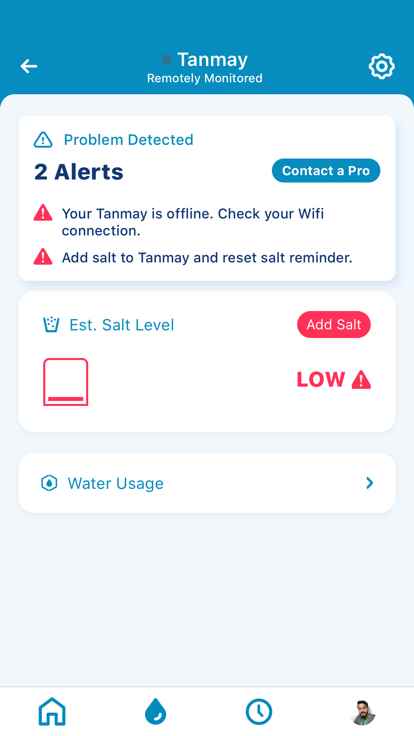 Tanmay
Remotely Monitored
Problem Detected
2 Alerts
Contact a Pro
Your Tanmay is offline. Check your Wifi
connection.
Add salt to Tanmay and reset salt reminder.
Est. Salt Level
Add Salt
LOW
Water Usage